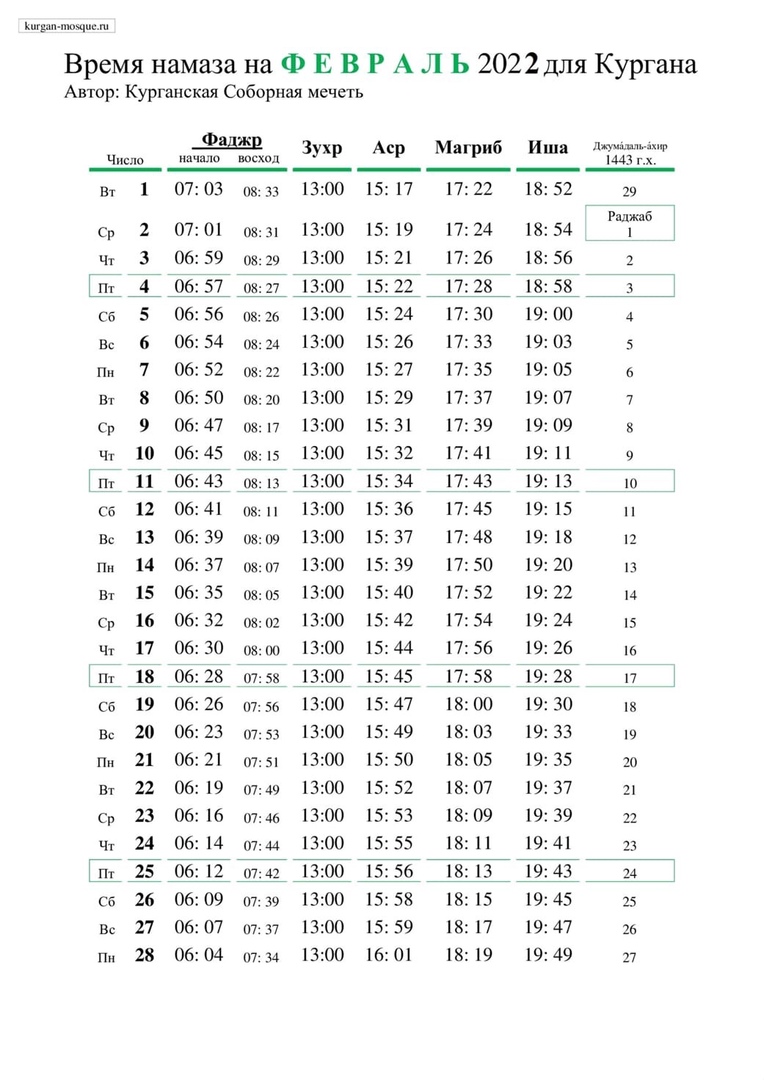 kurgan-mosque.ru
Время намаза на Ф Е В Р А Л Ь 2022 для Кургана
Автор: Курганская Соборная мечеть
Число Фаджр начало восход Зухр Аср Магриб Иша Джума́даль-а́хир 1443 г.х.
Вт 1 07: 03 08: 33 13:00 15: 17 17: 22 18: 52 29
Раджаб
Ср 2 07: 01 08: 31 13:00 15: 19 17: 24 18: 54 1
Чт 3 06: 59 08: 29 13:00 15: 21 17: 26 18: 56 2
Пт 4 06: 57 08: 27 13:00 15: 22 17: 28 18: 58 3
Сб 5 06: 56 08: 26 13:00 15: 24 17: 30 19: 00 4
Вс 6 06: 54 08: 24 13:00 15: 26 17: 33 19: 03 5
Пн 7 06: 52 08: 22 13:00 15: 27 17: 35 19: 05 6
Вт 8 06: 50 08: 20 13:00 15: 29 17: 37 19: 07 7
Ср 9 06: 47 08: 17 13:00 15: 31 17: 39 19: 09 8
Чт 10 06: 45 08: 15 13:00 15: 32 17: 41 19: 11 9
Пт 11 06: 43 08: 13 13:00 15: 34 17: 43 19: 13 10
Сб 12 06: 41 08: 11 13:00 15: 36 17: 45 19: 15 11
Вс 13 06: 39 08: 09 13:00 15: 37 17: 48 19: 18 12
Пн 14 06: 37 08: 07 13:00 15: 39 17: 50 19: 20 13
Вт 15 06: 35 08: 05 13:00 15: 40 17: 52 19: 22 14
Ср 16 06: 32 08: 02 13:00 15: 42 17: 54 19: 24 15
Чт 17 06: 30 08: 00 13:00 15: 44 17: 56 19: 26 16
Пт 18 06: 28 07: 58 13:00 15: 45 17: 58 19: 28 17
Сб 19 06: 26 07: 56 13:00 15: 47 18: 00 19: 30 18
Вс 20 06: 23 07: 53 13:00 15: 49 18: 03 19: 33 19
Пн 21 06: 21 07: 51 13:00 15: 50 18: 05 19: 35 20
Вт 22 06: 19 07: 49 13:00 15: 52 18: 07 19: 37 21
Ср 23 06: 16 07: 46 13:00 15: 53 18: 09 19: 39 22
Чт 24 06: 14 07: 44 13:00 15: 55 18: 11 19: 41 23
Пт 25 06: 12 07: 42 13:00 15: 56 18: 13 19: 43 24
Сб 26 06: 09 07: 39 13:00 15: 58 18: 15 19: 45 25
Вс 27 06: 07 07: 37 13:00 15: 59 18: 17 19: 47 26
Пн 28 06: 04 07: 34 13:00 16: 01 18: 19 19: 49 27